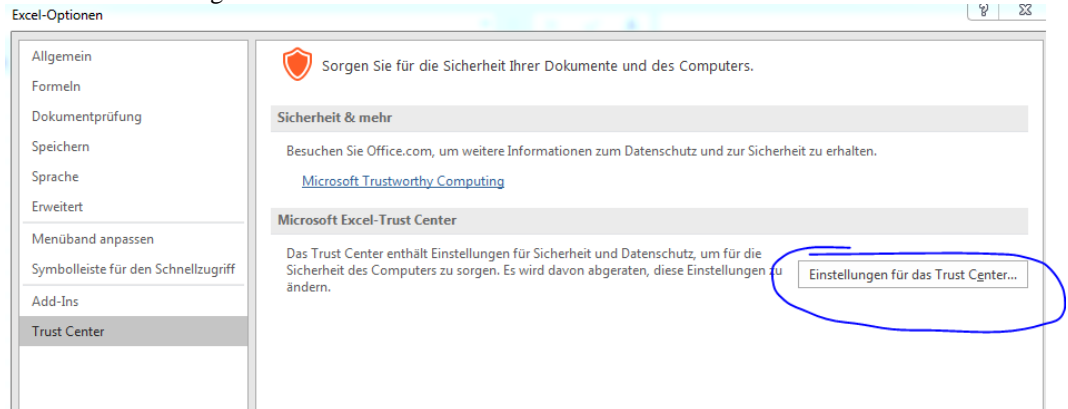 Excel-Optionen
Allgemein
Formeln
Dokumentprüfung
Speichern
Sprache
Erweitert
Menüband anpassen
Symbolleiste für den Schnellzugriff
Add-Ins
Trust Center
Sorgen Sie für die Sicherheit Ihrer Dokumente und des Computers.
Sicherheit & mehr
Besuchen Sie Office.com, um weitere Informationen zum Datenschutz und zur Sicherheit zu erhalten.
Microsoft Trustworthy Computing
Microsoft Excel-Trust Center
Das Trust Center enthält Einstellungen für Sicherheit und Datenschutz, um für die
Sicherheit des Computers zu sorgen. Es wird davon abgeraten, diese Einstellungen zu
ändern.
Einstellungen für das Trust Center...